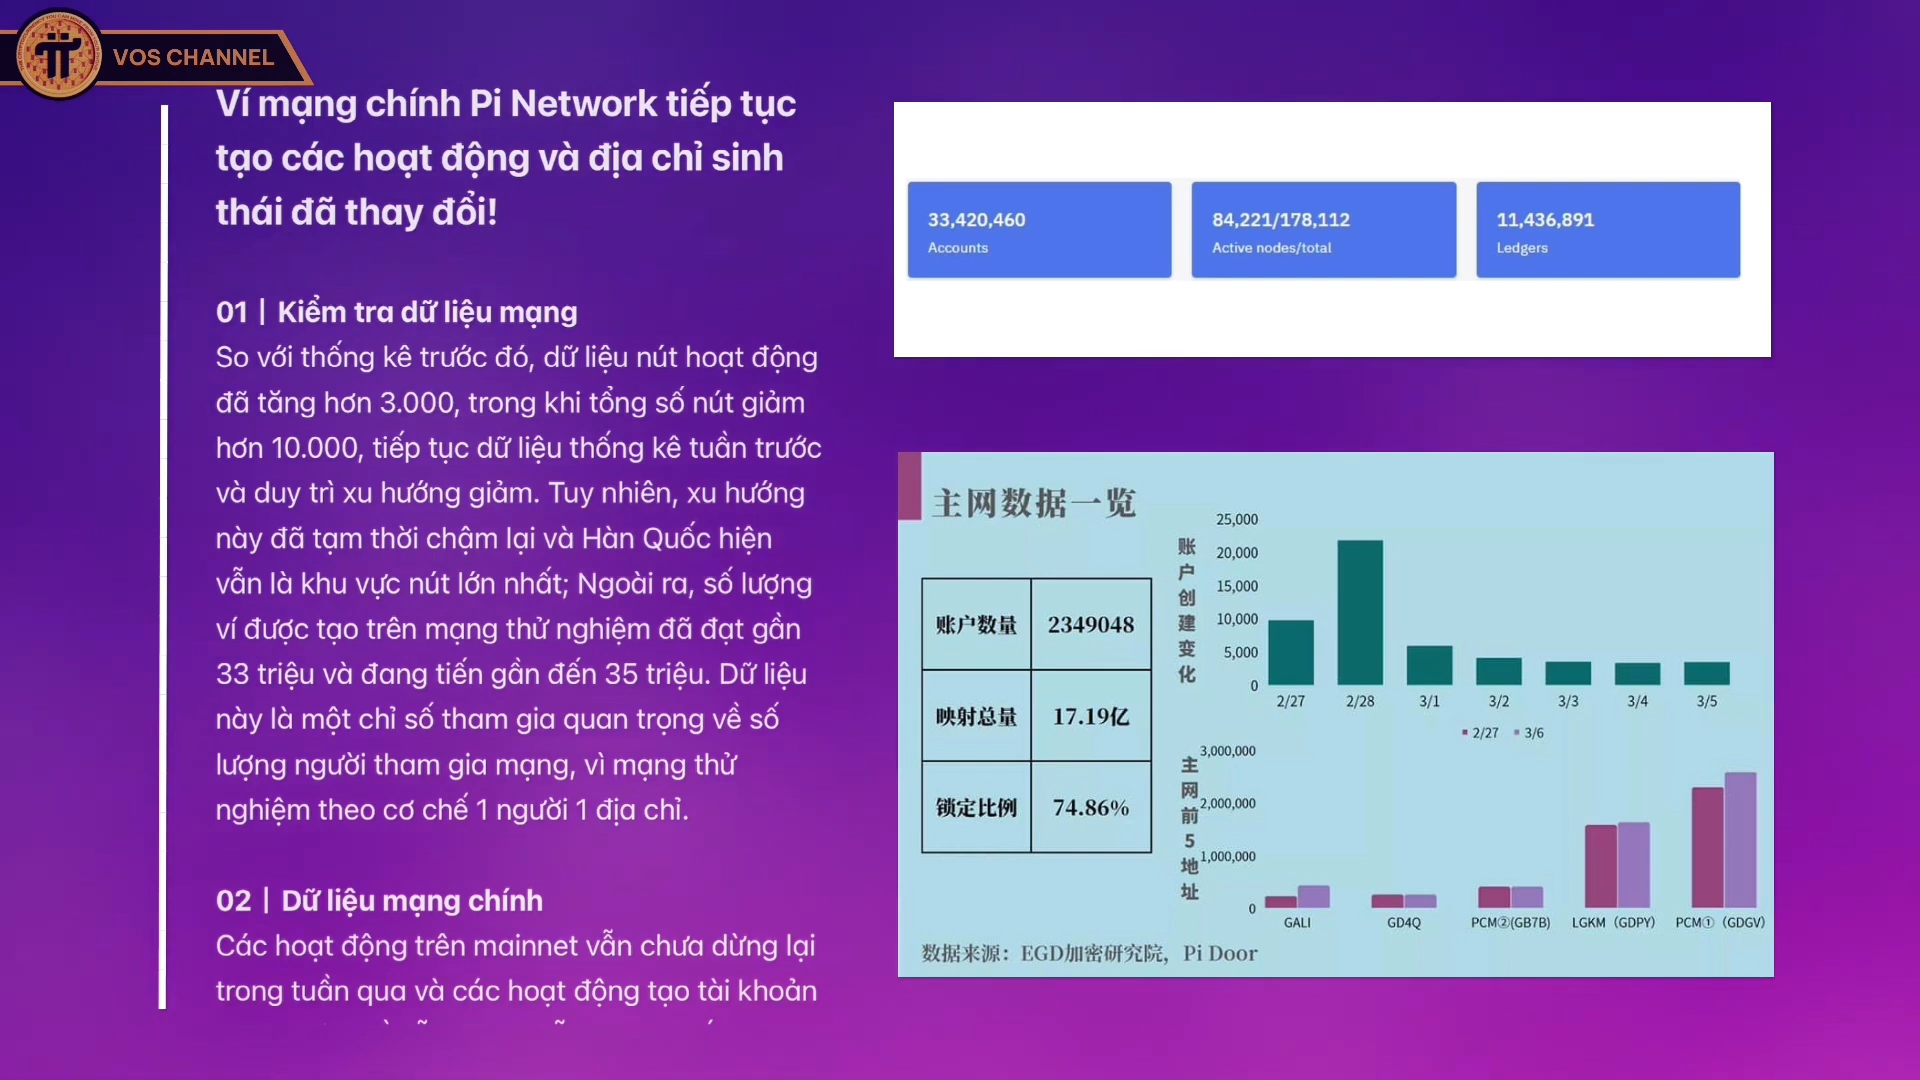 VOS CHANNEL
Ví mạng chính Pi Network tiếp tục
tạo các hoạt động và địa chỉ sinh
thái đã thay đổi!
01 | Kiểm tra dữ liệu mạng
So với thống kê trước đó, dữ liệu nút hoạt động
đã tăng hơn 3.000, trong khi tổng số nút giảm
hơn 10.000, tiếp tục dữ liệu thống kê tuần trước
và duy trì xu hướng giảm. Tuy nhiên, xu hướng
này đã tạm thời chậm lại và Hàn Quốc hiện
vẫn là khu vực nút lớn nhất; Ngoài ra, số lượng
ví được tạo trên mạng thử nghiệm đã đạt gần
33 triệu và đang tiến gần đến 35 triệu. Dữ liệu
này là một chỉ số tham gia quan trọng về số
lượng người tham gia mạng, vì mạng thử
nghiệm theo cơ chế 1 người 1 địa chỉ.
02 | Dữ liệu mạng chính
Các hoạt động trên mainnet vẫn chưa dừng lại
trong tuần qua và các hoạt động tạo tài khoản
33,420,460
Accounts
84,221/178,112
Active nodes/total
11,436,891
Ledgers
主网数据一览
账户数量 2349048
映射总量 17.19亿
锁定比例 74.86%
账户创建变化
25,000
20,000
15,000
10,000
5,000
0
2/27 2/28 3/1 3/2 3/3 3/4 3/5
2/27 3/6
主网前5地址
3,000,000
2,000,000
1,000,000
0
GALI GD4Q PCM②(GB7B) LGKM（GDPY） PCM①（GDGV）
数据来源：EGD加密研究院，Pi Door